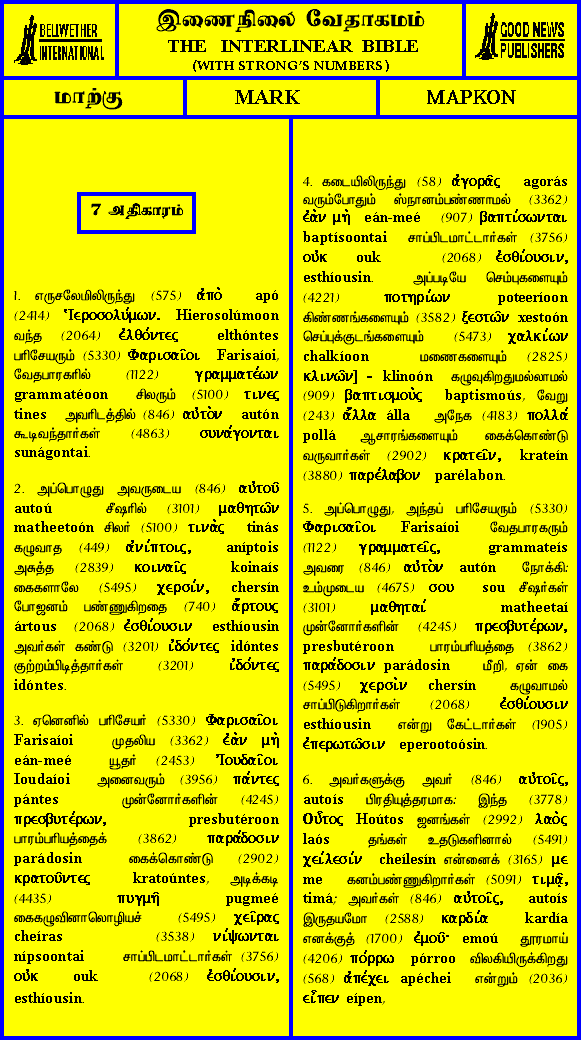 BELLWETHER
INTERNATIONAL
இணைநிலை வேதாகமம்
THE INTERLINEAR BIBLE
(WITH STRONG'S NUMBERS)
GOOD NEWS
PUBLISHERS
மாற்கு
MARK
ΜΑΡΚΟΝ
7 அதிகாரம்
1. எருசலேமிலிருந்து (575) ἀπὸ apó
(2414) Ἱεροσολύμων. Hierosolúmoon
வந்த (2064) ἐλθόντες elthóntes
பரிசேயரும் (5330) Φαρισαῖοι Farisaíoi,
வேதபாரகரில் (1122) γραμματέων
grammatéoon சிலரும் (5100) τινες
tines அவரிடத்தில் (846) αὐτὸν autón
கூடிவந்தார்கள் (4863) συνάγονται
sunágontai.
2. அப்பொழுது அவருடைய (846) αὐτοῦ
autoú சீஷரில் (3101) μαθητῶν
matheetoón சிலர் (5100) τινὰς tinás
கழுவாத (449) ἀνίπτοις, aníptois
அசுத்த (2839) κοιναῖς koinaís
கைகளாலே (5495) χερσίν, chersín
போஜனம் பண்ணுகிறதை (740) ἄρτους
ártous (2068) ἐσθίουσιν esthíousin
அவர்கள் கண்டு (3201) ἰδόντες idóntes
குற்றம்பிடித்தார்கள் (3201) ἰδόντες
idóntes.
3. ஏனெனில் பரிசேயர் (5330) Φαρισαῖοι
Farisaíoi முதலிய (3362) ἐὰν μὴ
eán-meé யூதர் (2453) Ἰουδαῖοι
Ioudaíoi அனைவரும் (3956) πάντες
pántes முன்னோர்களின் (4245)
πρεσβυτέρων, presbutéroon
பாரம்பரியத்தைக் (3862) παράδοσιν
parádosin கைக்கொண்டு (2902)
κρατοῦντες kratoúntes, அடிக்கடி
(4435) πυγμῇ pugmeé
கைகழுவினாலொழியச் (5495) χεῖρας
cheíras (3538) νίψωνται
nípsoontai சாப்பிடமாட்டார்கள் (3756)
οὐκ ouk (2068) ἐσθίουσιν,
esthíousin.
4. கடையிலிருந்து (58) ἀγορᾶς agorás
வரும்போதும் ஸ்நானம்பண்ணாமல் (3362)
ἐὰν μὴ eán-meé (907) βαπτίσωνται
baptísoontai சாப்பிடமாட்டார்கள் (3756)
οὐκ ouk (2068) ἐσθίουσιν,
esthíousin. அப்படியே செம்புகளையும்
(4221) ποτηρίων poteeríoon
கிண்ணங்களையும் (3582) ξεστῶν xestoón
செப்புக்குடங்களையும் (5473) χαλκίων
chalkíoon மணைகளையும் (2825)
κλινῶν] - klinoón கழுவுகிறதுமல்லாமல்
(909) βαπτισμοὺς baptismoús, வேறு
(243) ἄλλα álla அநேக (4183) πολλά
pollá ஆசாரங்களையும் கைக்கொண்டு
வருவார்கள் (2902) κρατεῖν, krateín
(3880) παρέλαβον parélabon.
5. அப்பொழுது, அந்தப் பரிசேயரும் (5330)
Φαρισαῖοι Farisaíoi வேதபாரகரும்
(1122) γραμματεῖς, grammateís
அவரை (846) αὐτὸν autón நோக்கி:
உம்முடைய (4675) σου sou சீஷர்கள்
(3101) μαθηταί matheetaí
முன்னோர்களின் (4245) πρεσβυτέρων,
presbutéroon பாரம்பரியத்தை (3862)
παράδοσιν parádosin மீறி, ஏன் கை
(5495) χερσὶν chersín கழுவாமல்
சாப்பிடுகிறார்கள் (2068) ἐσθίουσιν
esthíousin என்று கேட்டார்கள் (1905)
ἐπερωτῶσιν eperootoósin.
6. அவர்களுக்கு அவர் (846) αὐτοῖς,
autoís பிரதியுத்தரமாக: இந்த (3778)
Οὗτος Hoútos ஜனங்கள் (2992) λαὸς
laós தங்கள் உதடுகளினால் (5491)
χείλεσίν cheílesín என்னைக் (3165) με
me கனம்பண்ணுகிறார்கள் (5091) τιμᾷ,
timá; அவர்கள் (846) αὐτοῖς, autoís
இருதயமோ (2588) καρδία kardía
எனக்குத் (1700) ἐμοῦ· emoú தூரமாய்
(4206) πόρρω pórroo விலகியிருக்கிறது
(568) ἀπέχει apéchei என்றும் (2036)
εἶπεν eípen,